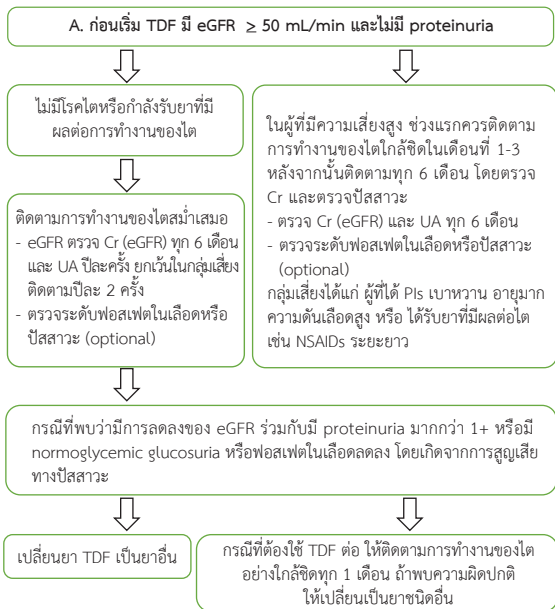 A. ก่อนเริ่ม TDF มี eGFR ≥ 50 mL/min และไม่มี proteinuria
ไม่มีโรคไตหรือกำลังรับยาที่มี
ผลต่อการทำงานของไต
ติดตามการทำงานของไตสม่ำเสมอ
- eGFR ตรวจ Cr (eGFR) ทุก 6 เดือน
และ UA ปีละครั้ง ยกเว้นในกลุ่มเสี่ยง
ติดตามปีละ 2 ครั้ง
- ตรวจระดับฟอสเฟตในเลือดหรือ
ปัสสาวะ (optional)
ในผู้ที่มีความเสี่ยงสูง ช่วงแรกควรติดตาม
การทำงานของไตใกล้ชิดในเดือนที่ 1-3
หลังจากนั้นติดตามทุก 6 เดือน โดยตรวจ
Cr และตรวจปัสสาวะ
- ตรวจ Cr (eGFR) และ UA ทุก 6 เดือน
- ตรวจระดับฟอสเฟตในเลือดหรือปัสสาวะ
(optional)
กลุ่มเสี่ยงได้แก่ ผู้ที่ได้ PIs เบาหวาน อายุมาก
ความดันเลือดสูง หรือ ได้รับยาที่มีผลต่อไต
เช่น NSAIDs ระยะยาว
กรณีที่พบว่ามีการลดลงของ eGFR ร่วมกับมี proteinuria มากกว่า 1+ หรือมี
normoglycemic glucosuria หรือฟอสเฟตในเลือดลดลง โดยเกิดจากการสูญเสีย
ทางปัสสาวะ
เปลี่ยนยา TDF เป็นยาอื่น
กรณีที่ต้องใช้ TDF ต่อ ให้ติดตามการทำงานของไต
อย่างใกล้ชิดทุก 1 เดือน ถ้าพบความผิดปกติ
ให้เปลี่ยนเป็นยาชนิดอื่น